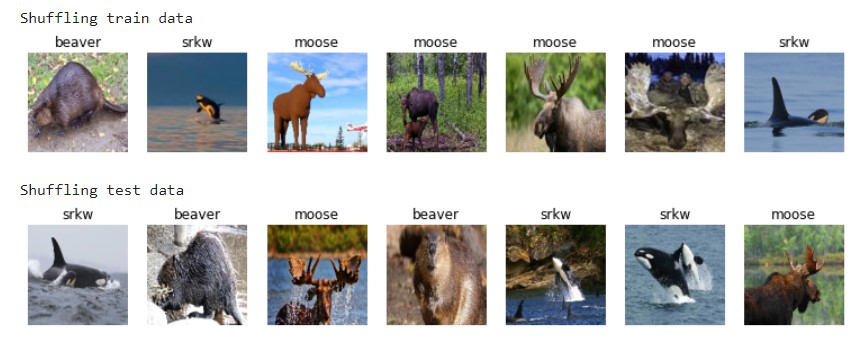 Shuffling train data
beaver srkw moose moose moose moose srkw
Shuffling test data
srkw beaver moose beaver srkw srkw moose